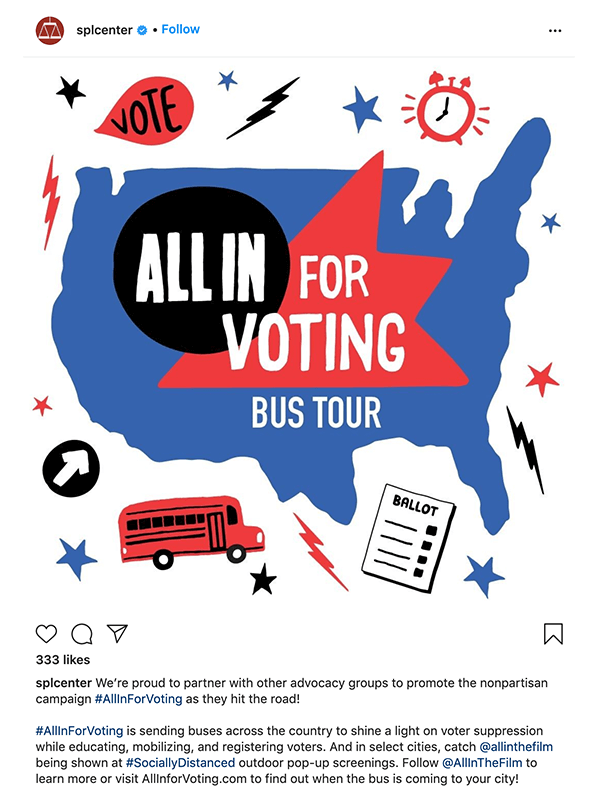 splcenter • Follow
VOTE
ALL IN FOR
VOTING
BUS TOUR
BALLOT
333 likes
splcenter We’re proud to partner with other advocacy groups to promote the nonpartisan
campaign #AllInForVoting as they hit the road!
#AllInForVoting is sending buses across the country to shine a light on voter suppression
while educating, mobilizing, and registering voters. And in select cities, catch @allinthefilm
being shown at #SociallyDistanced outdoor pop-up screenings. Follow @AllInTheFilm to
learn more or visit AllInforVoting.com to find out when the bus is coming to your city!